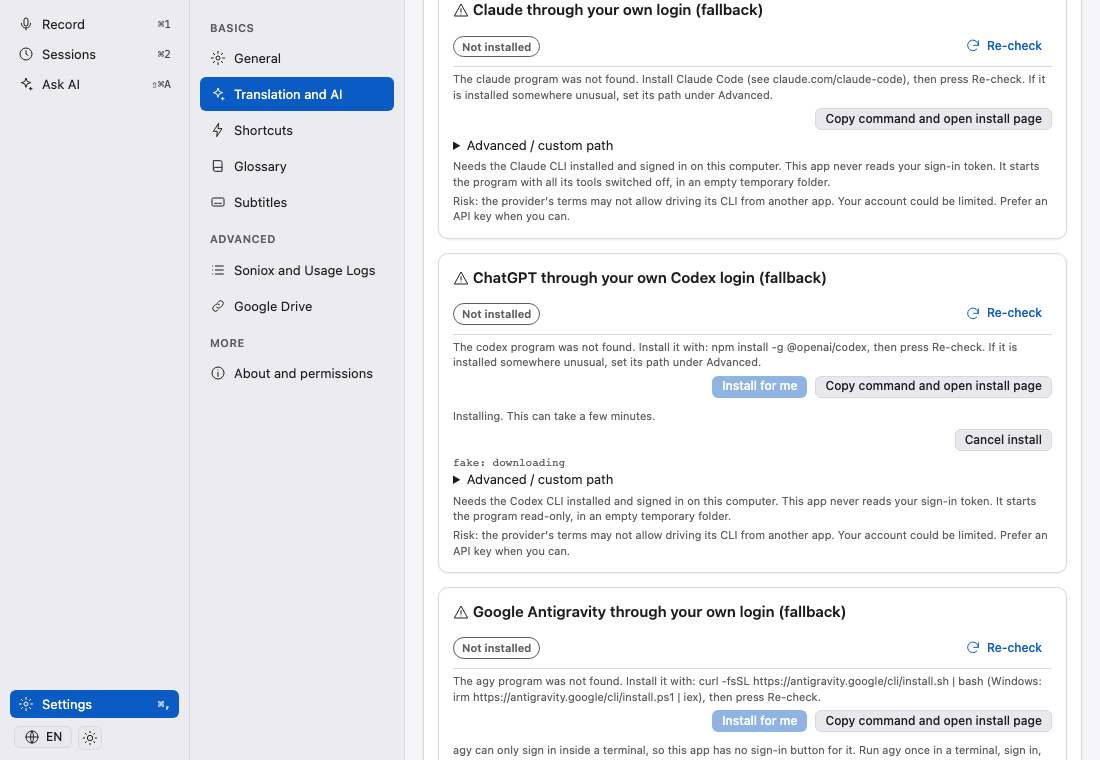 Record ⌘1
Sessions ⌘2
Ask AI ⇧⌘A
Settings ⌘,
EN
BASICS
General
Translation and AI
Shortcuts
Glossary
Subtitles
ADVANCED
Soniox and Usage Logs
Google Drive
MORE
About and permissions
Claude through your own login (fallback)
Not installed
Re-check
The claude program was not found. Install Claude Code (see claude.com/claude-code), then press Re-check. If it
is installed somewhere unusual, set its path under Advanced.
Copy command and open install page
Advanced / custom path
Needs the Claude CLI installed and signed in on this computer. This app never reads your sign-in token. It starts
the program with all its tools switched off, in an empty temporary folder.
Risk: the provider's terms may not allow driving its CLI from another app. Your account could be limited. Prefer an
API key when you can.
ChatGPT through your own Codex login (fallback)
Not installed
Re-check
The codex program was not found. Install it with: npm install -g @openai/codex, then press Re-check. If it is
installed somewhere unusual, set its path under Advanced.
Install for me
Copy command and open install page
Installing. This can take a few minutes.
Cancel install
fake: downloading
Advanced / custom path
Needs the Codex CLI installed and signed in on this computer. This app never reads your sign-in token. It starts
the program read-only, in an empty temporary folder.
Risk: the provider's terms may not allow driving its CLI from another app. Your account could be limited. Prefer an
API key when you can.
Google Antigravity through your own login (fallback)
Not installed
Re-check
The agy program was not found. Install it with: curl -fsSL https://antigravity.google/cli/install.sh | bash (Windows:
irm https://antigravity.google/cli/install.ps1 | iex), then press Re-check.
Install for me
Copy command and open install page
agy can only sign in inside a terminal, so this app has no sign-in button for it. Run agy once in a terminal, sign in,